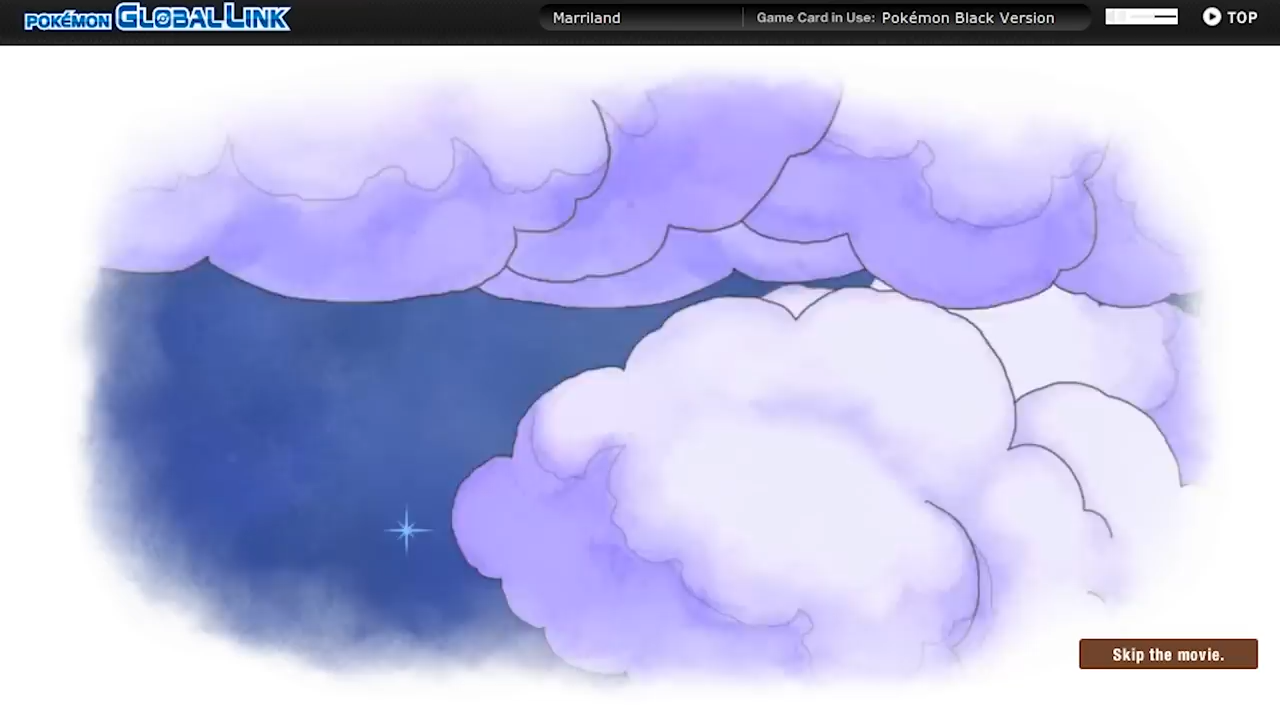 POKéMON GLOBAL LINK
Marriland
Game Card in Use: Pokémon Black Version
TOP
Skip the movie.